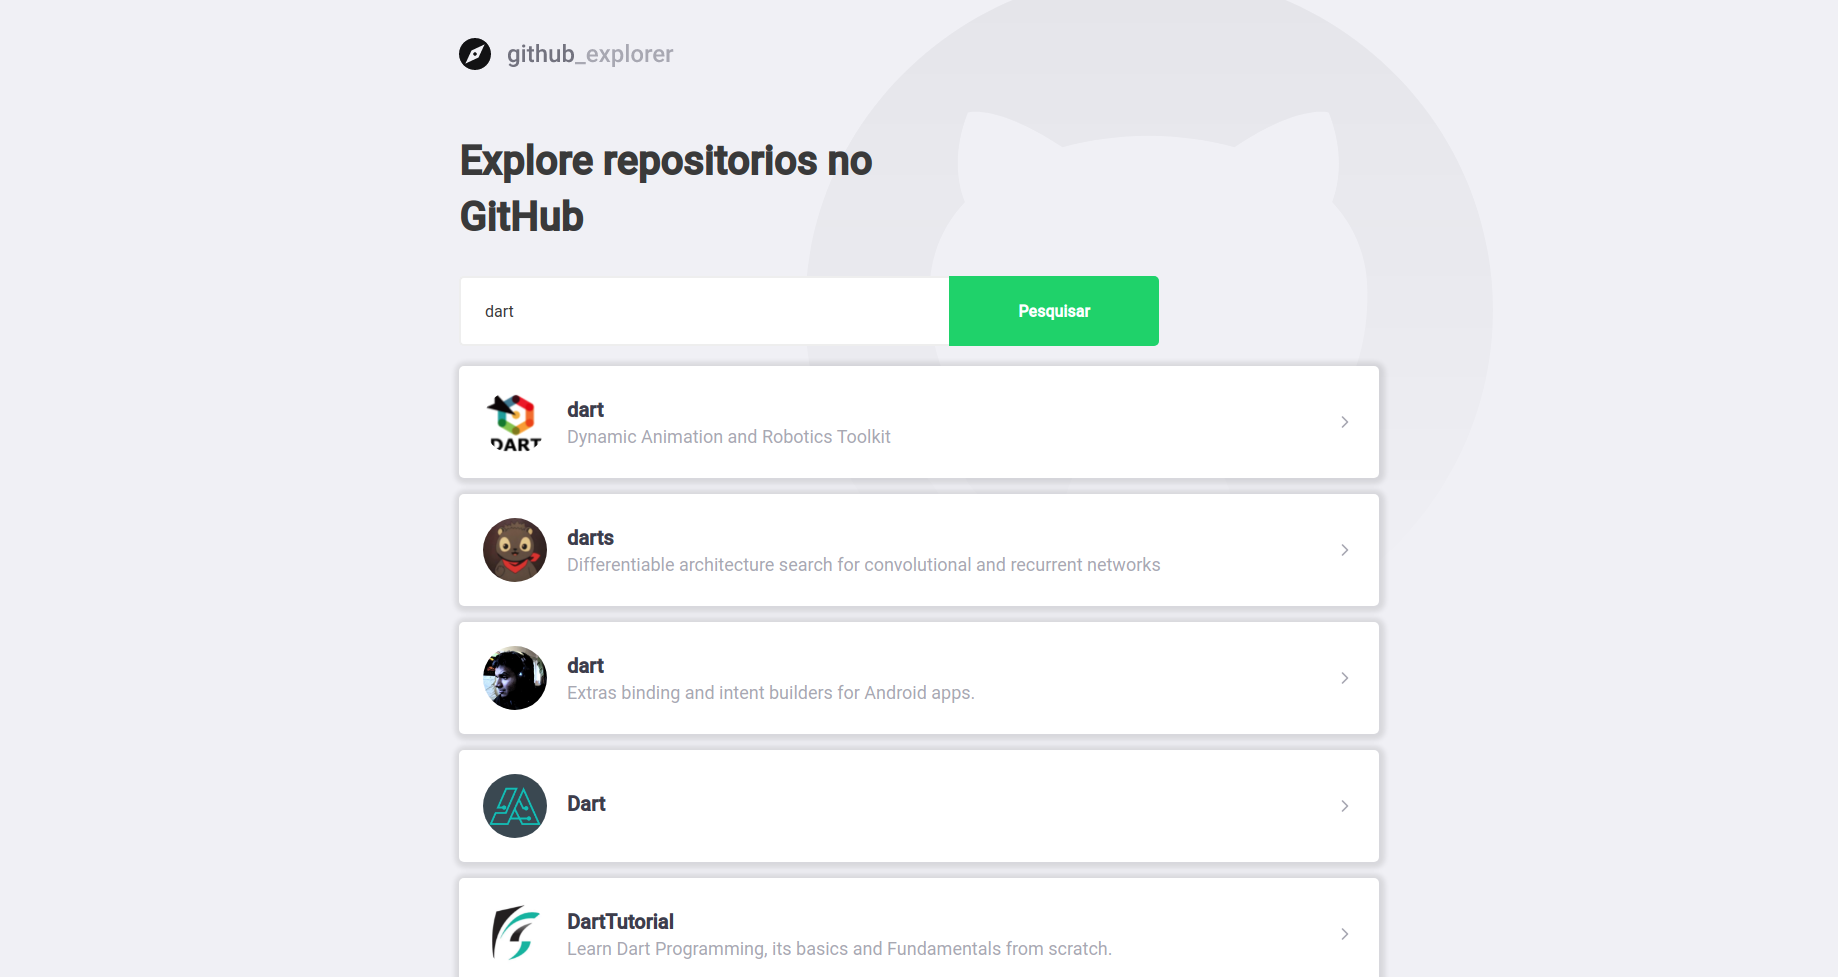 github_explorer
Explore repositorios no
GitHub
dart
Pesquisar
DART
dart
Dynamic Animation and Robotics Toolkit
darts
Differentiable architecture search for convolutional and recurrent networks
dart
Extras binding and intent builders for Android apps.
Dart
DartTutorial
Learn Dart Programming, its basics and Fundamentals from scratch.